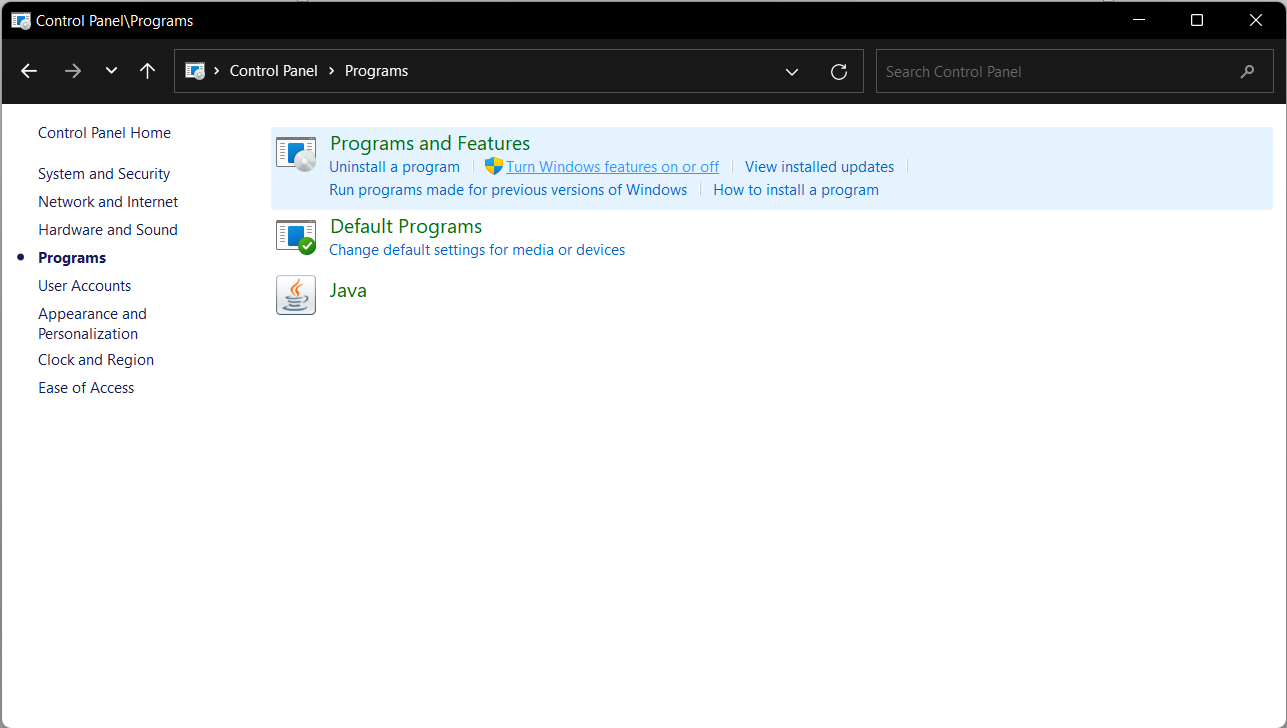 Control Panel\Programs
Control Panel > Programs
Search Control Panel
Control Panel Home
System and Security
Network and Internet
Hardware and Sound
Programs
User Accounts
Appearance and
Personalization
Clock and Region
Ease of Access
Programs and Features
Uninstall a program | Turn Windows features on or off | View installed updates |
Run programs made for previous versions of Windows | How to install a program
Default Programs
Change default settings for media or devices
Java